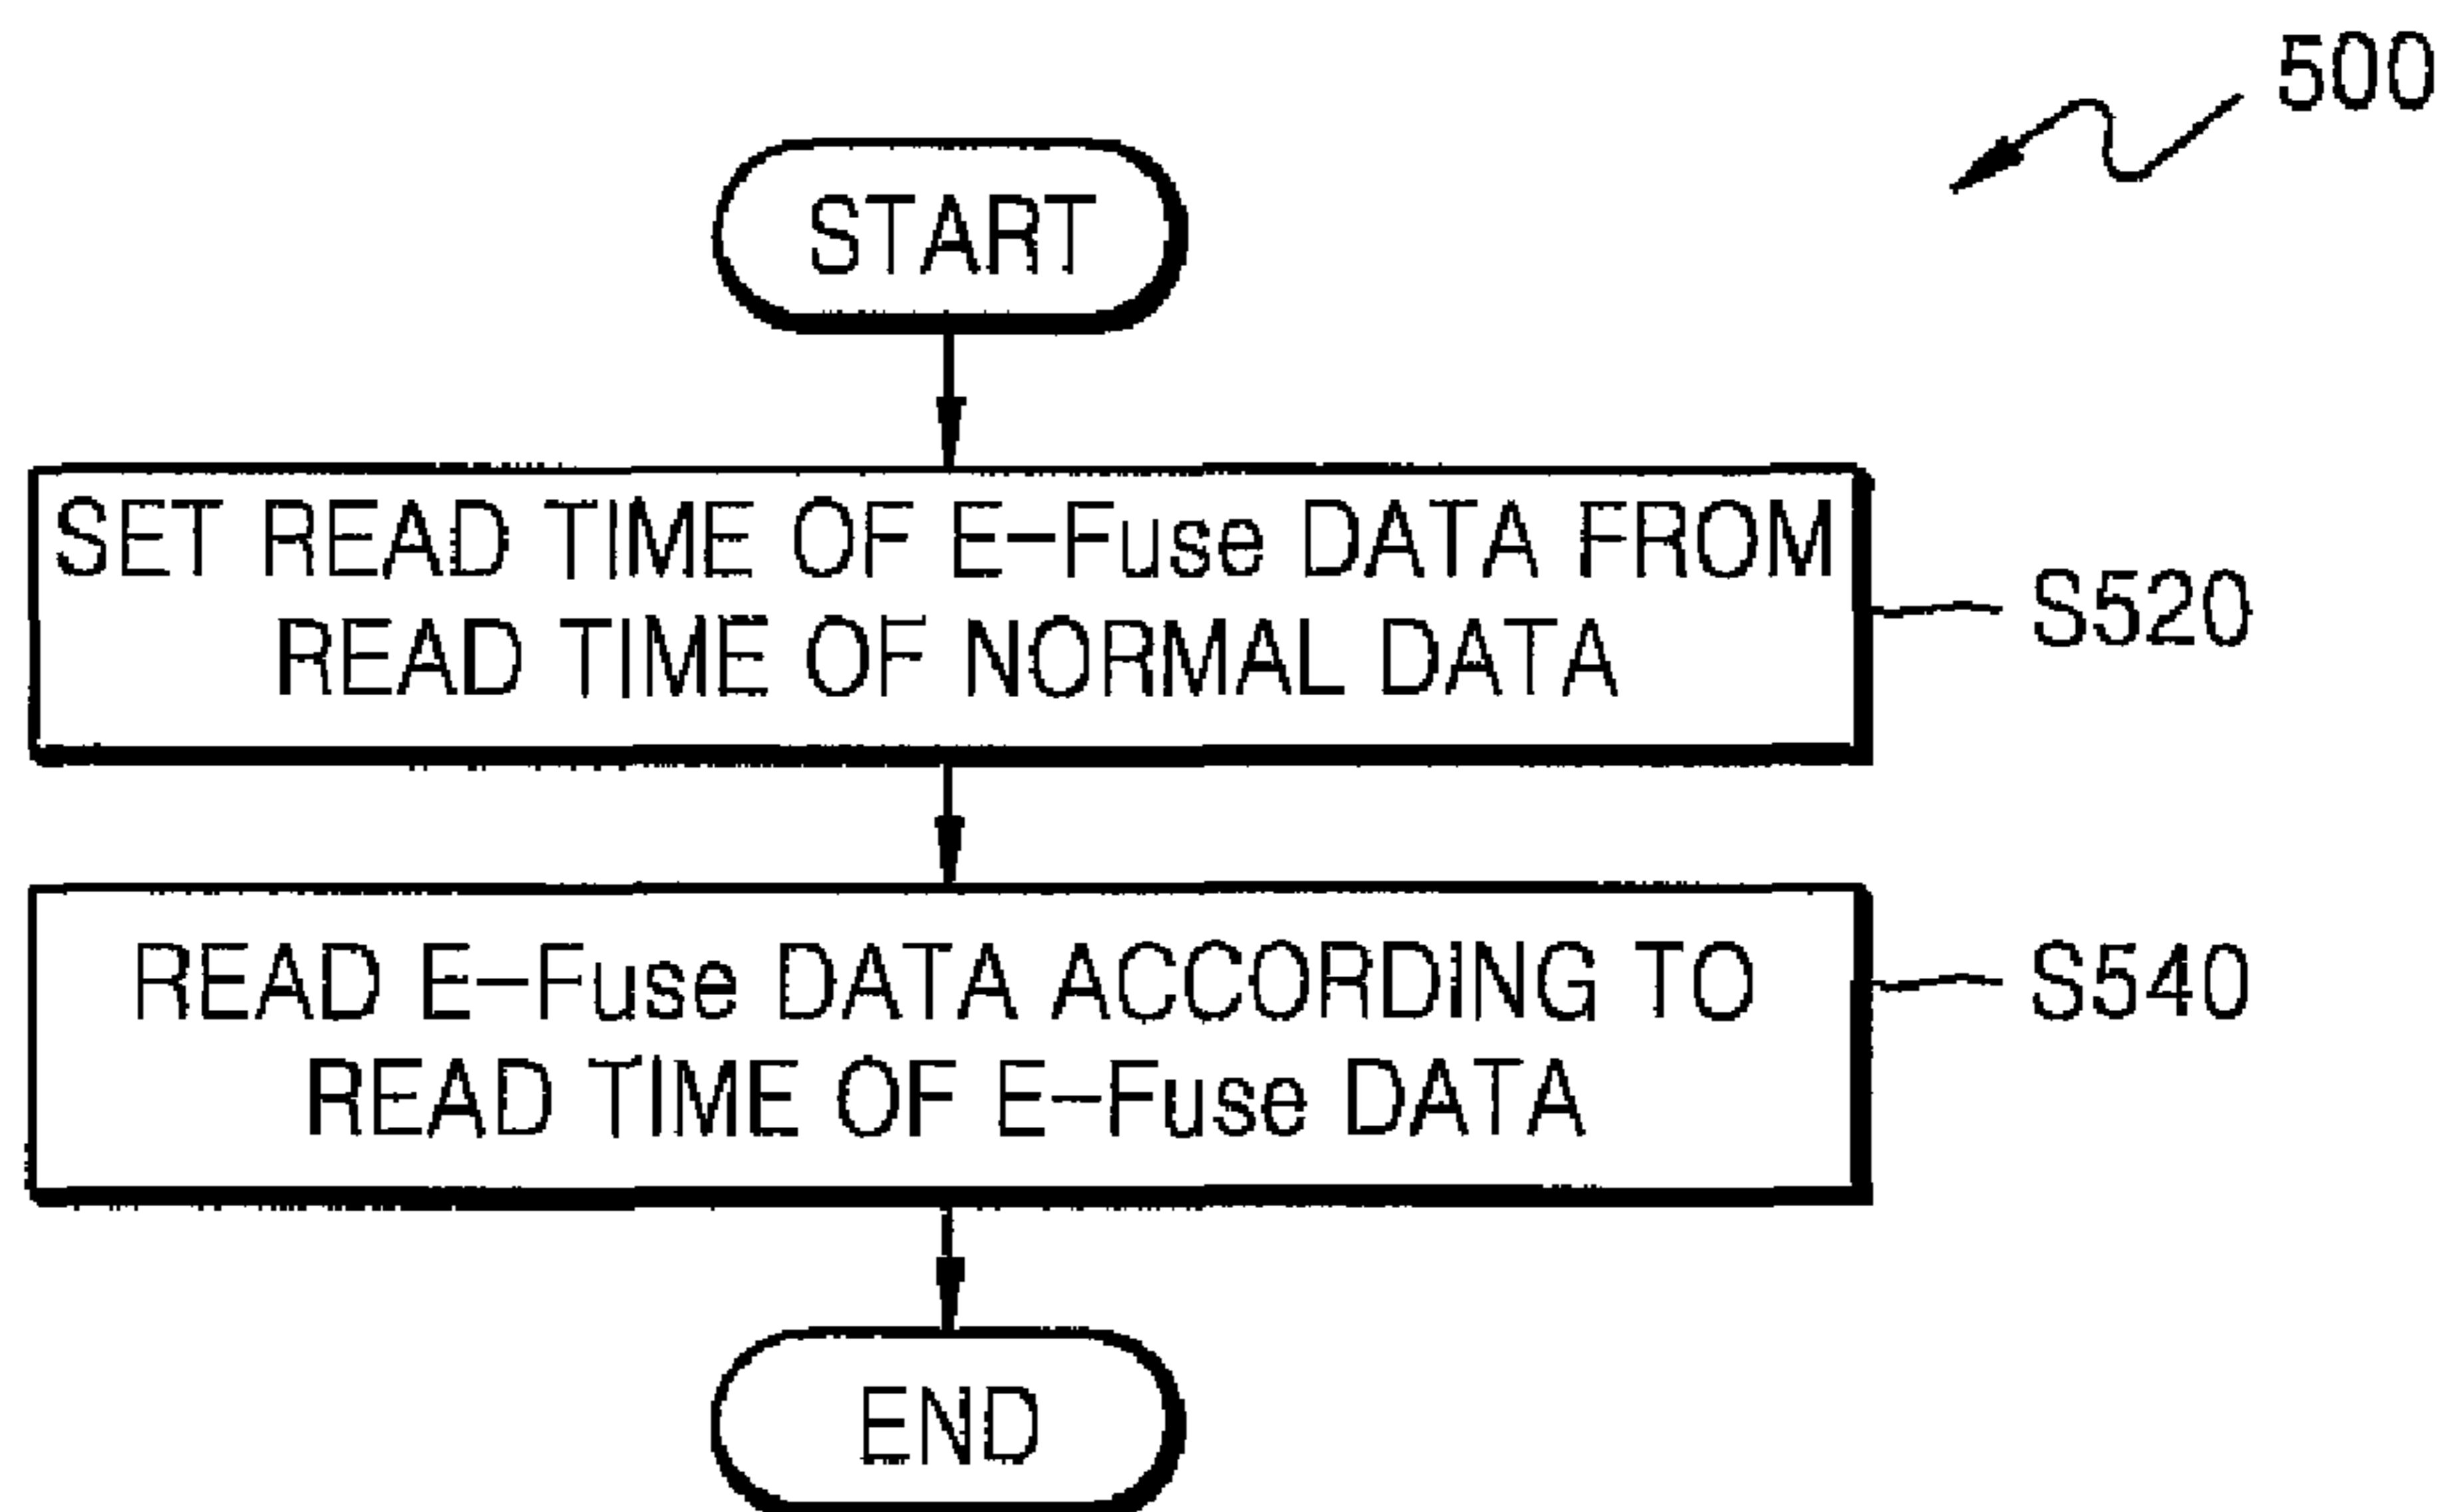 500
START
SET READ TIME OF E-Fuse DATA FROM
READ TIME OF NORMAL DATA
S520
READ E-Fuse DATA ACCORDING TO
READ TIME OF E-Fuse DATA
S540
END